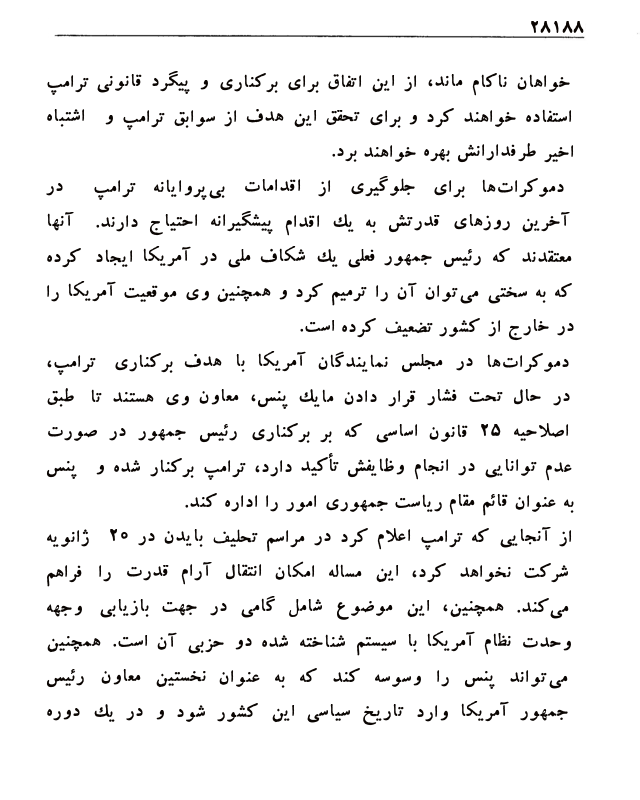 ۲۸۱۸۸
خواهان ناکام ماند، از این اتفاق برای برکناری و پیگرد قانونی ترامپ
استفاده خواهند کرد و برای تحقق این هدف از سوابق ترامپ و اشتباه
اخیر طرفدارانش بهره خواهند برد.
دموکرات‌ها برای جلوگیری از اقدامات بی‌پروایانه ترامپ در
آخرین روزهای قدرتش به یك اقدام پیشگیرانه احتیاج دارند. آنها
معتقدند که رئیس جمهور فعلی یك شکاف ملی در آمریکا ایجاد کرده
که به سختی می‌توان آن را ترمیم کرد و همچنین وی موقعیت آمریکا را
در خارج از کشور تضعیف کرده است.
دموکرات‌ها در مجلس نمایندگان آمریکا با هدف برکناری ترامپ،
در حال تحت فشار قرار دادن مایك پنس، معاون وی هستند تا طبق
اصلاحیه ۲۵ قانون اساسی که بر برکناری رئیس جمهور در صورت
عدم توانایی در انجام وظایفش تأکید دارد، ترامپ برکنار شده و پنس
به عنوان قائم مقام ریاست جمهوری امور را اداره کند.
از آنجایی که ترامپ اعلام کرد در مراسم تحلیف بایدن در ۲۰ ژانویه
شرکت نخواهد کرد، این مساله امکان انتقال آرام قدرت را فراهم
می‌کند. همچنین، این موضوع شامل گامی در جهت بازیابی وجهه
وحدت نظام آمریکا با سیستم شناخته شده دو حزبی آن است. همچنین
می‌تواند پنس را وسوسه کند که به عنوان نخستین معاون رئیس
جمهور آمریکا وارد تاریخ سیاسی این کشور شود و در یك دوره